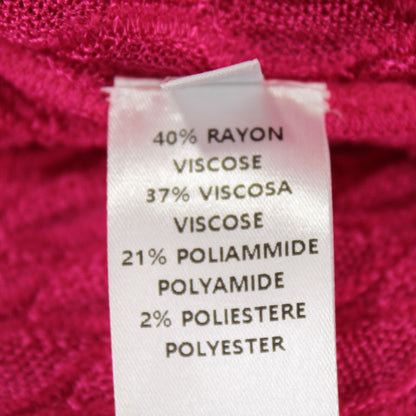 40% RAYON
VISCOSE
37% VISCOSA
VISCOSE
21% POLIAMMIDE
POLYAMIDE
2% POLIESTERE
POLYESTER